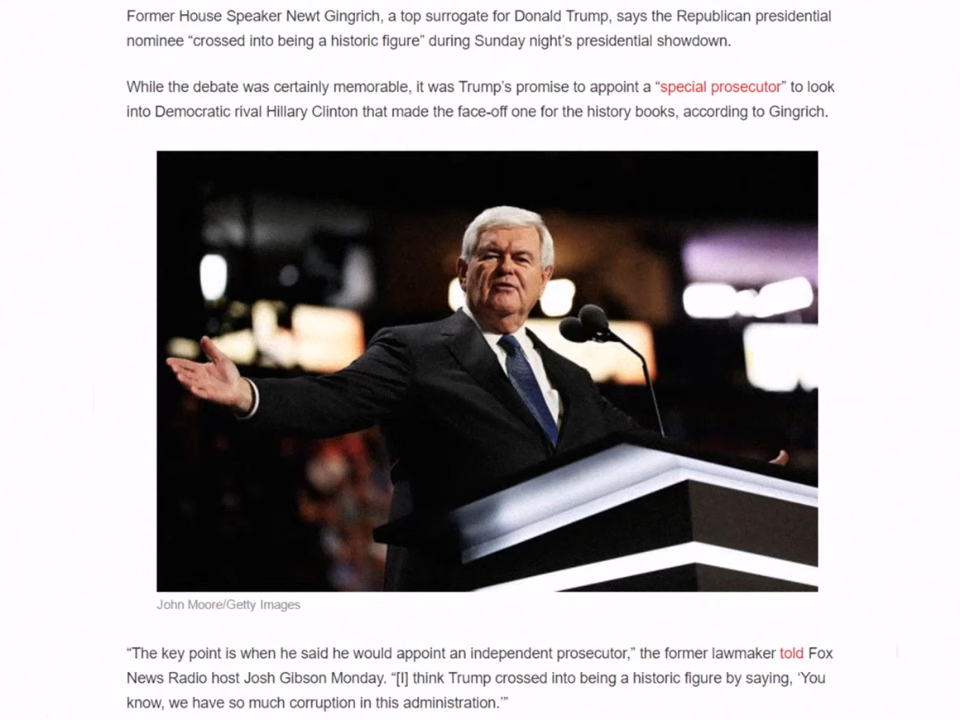 Former House Speaker Newt Gingrich, a top surrogate for Donald Trump, says the Republican presidential
nominee “crossed into being a historic figure” during Sunday night’s presidential showdown.
While the debate was certainly memorable, it was Trump’s promise to appoint a “special prosecutor” to look
into Democratic rival Hillary Clinton that made the face-off one for the history books, according to Gingrich.
John Moore/Getty Images
“The key point is when he said he would appoint an independent prosecutor,” the former lawmaker told Fox
News Radio host Josh Gibson Monday. “[I] think Trump crossed into being a historic figure by saying, ‘You
know, we have so much corruption in this administration.’”